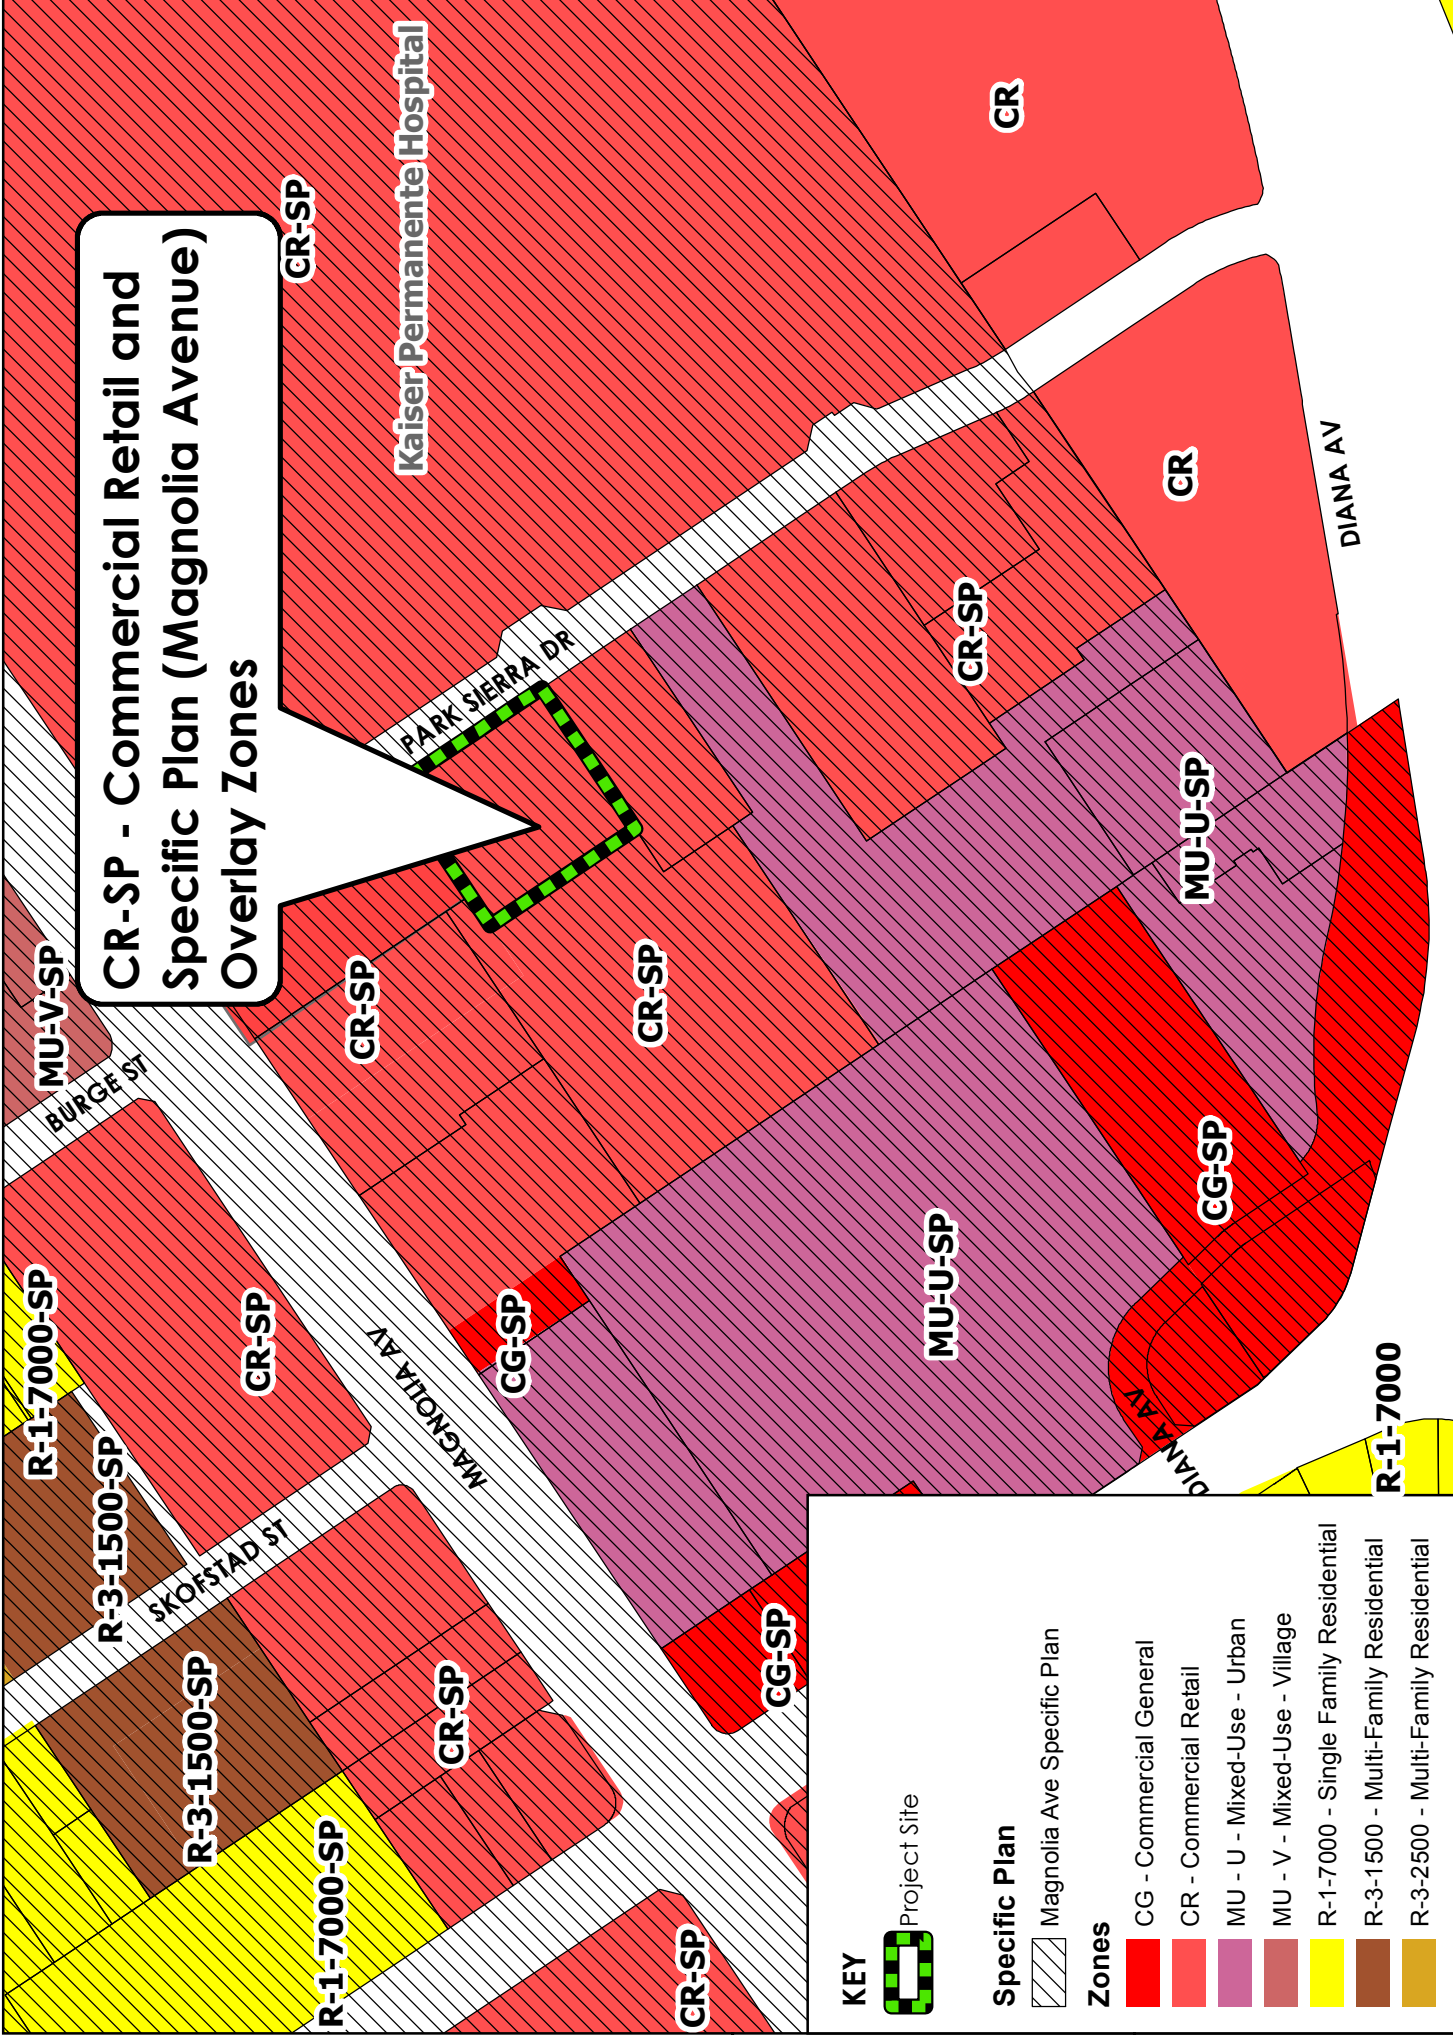 CR-SP - Commercial Retail and
Specific Plan (Magnolia Avenue)
Overlay Zones
R-1-7000-SP
R-3-1500-SP
R-3-1500-SP
R-1-7000-SP
MU-V-SP
BURGE ST
SKOFSTAD ST
CR-SP
CR-SP
CR-SP
MAGNOLIA AV
CR-SP
Kaiser Permanente Hospital
PARK SIERRA DR
CR-SP
CR-SP
CG-SP
CG-SP
MU-U-SP
CR-SP
MU-U-SP
CG-SP
CR
CR
DIANA AV
DIANA AV
R-1-7000
KEY
Project Site
Specific Plan
Magnolia Ave Specific Plan
Zones
CG - Commercial General
CR - Commercial Retail
MU - U - Mixed-Use - Urban
MU - V - Mixed-Use - Village
R-1-7000 - Single Family Residential
R-3-1500 - Multi-Family Residential
R-3-2500 - Multi-Family Residential